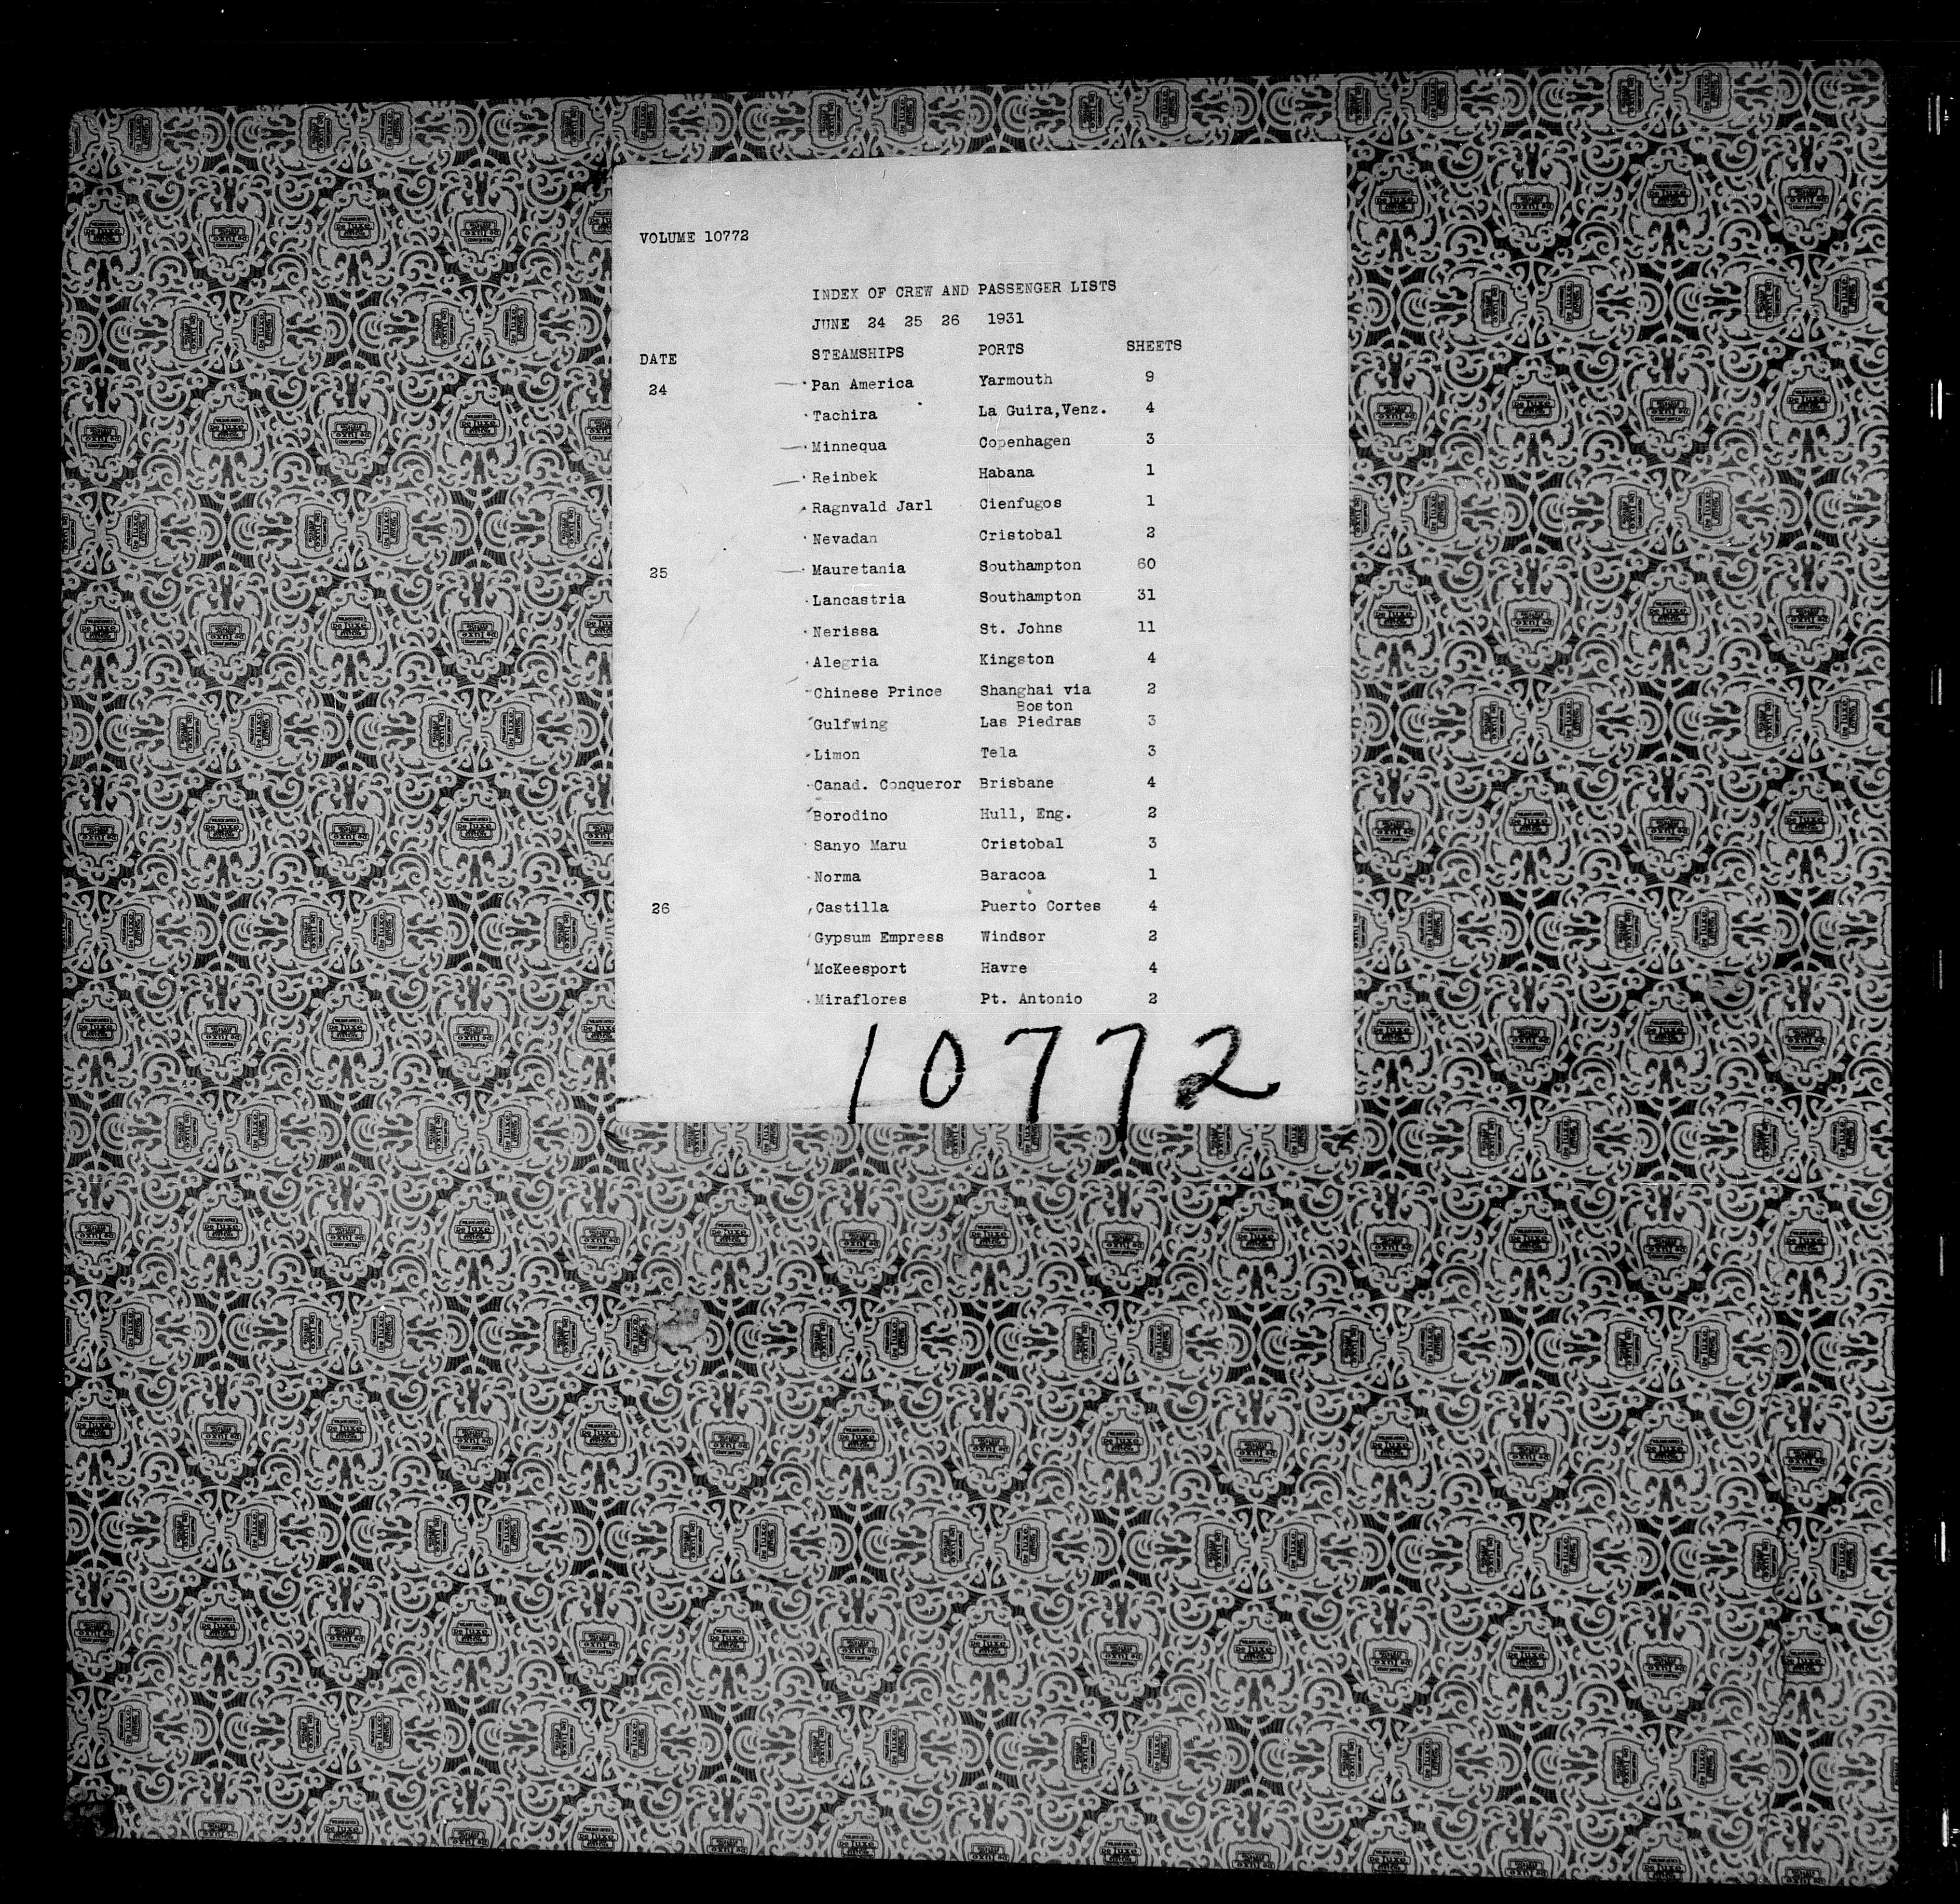 VOLUME 10772
INDEX OF CREW AND PASSENGER LISTS
JUNE 24 25 26 1931
DATE STEAMSHIPS PORTS SHEETS
24 Pan America Yarmouth 9
Tachira La Guira,Venz. 4
Minnequa Copenhagen 3
Reinbek Habana 1
Ragnvald Jarl Cienfugos 1
Nevadan Cristobal 2
25 Mauretania Southampton 60
Lancastria Southampton 31
Nerissa St. Johns 11
Alegria Kingston 4
Chinese Prince Shanghai via 2
Boston
Gulfwing Las Piedras 3
Limon Tela 3
Canad. Conqueror Brisbane 4
Borodino Hull, Eng. 2
Sanyo Maru Cristobal 3
Norma Baracoa 1
26 Castilla Puerto Cortes 4
Gypsum Empress Windsor 2
McKeesport Havre 4
Miraflores Pt. Antonio 2
10772
De luxe